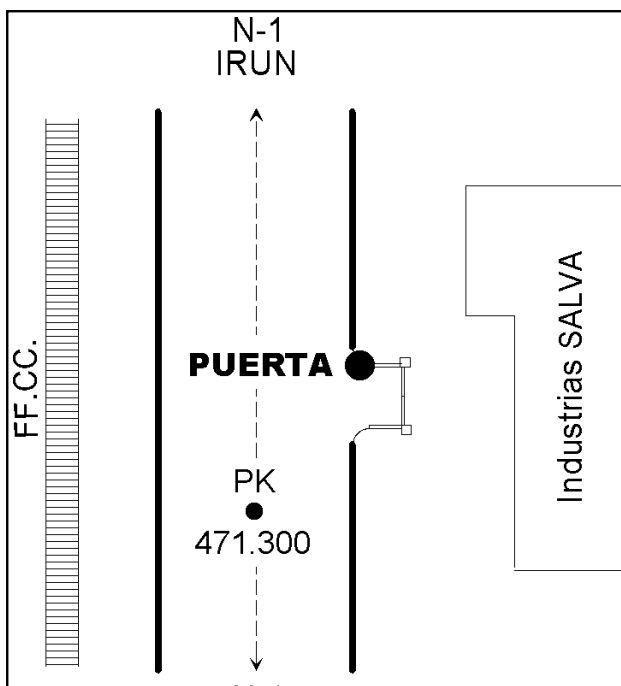 N-1
IRUN
FF.CC.
PUERTA
Industrias SALVA
PK
471.300